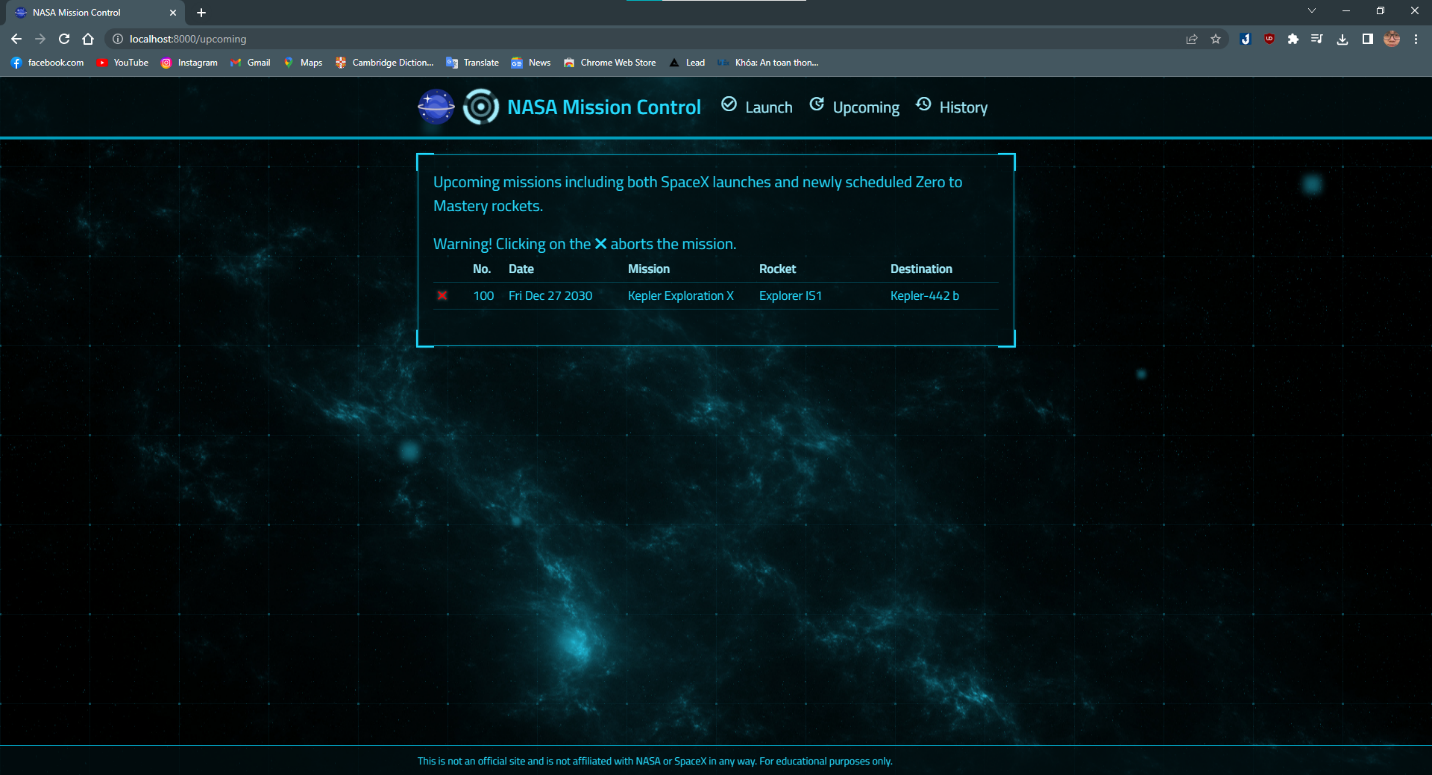 NASA Mission Control
localhost:8000/upcoming
facebook.com YouTube Instagram Gmail Maps Cambridge Diction... Translate News Chrome Web Store Lead Khóa: An toan thon...
NASA Mission Control Launch Upcoming History
Upcoming missions including both SpaceX launches and newly scheduled Zero to
Mastery rockets.
Warning! Clicking on the ✕ aborts the mission.
No. Date Mission Rocket Destination
✕ 100 Fri Dec 27 2030 Kepler Exploration X Explorer IS1 Kepler-442 b
This is not an official site and is not affiliated with NASA or SpaceX in any way. For educational purposes only.